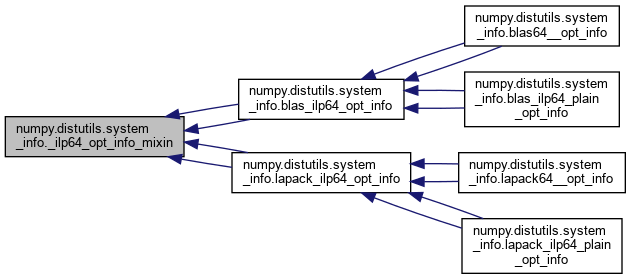 numpy.distutils.system
_info._ilp64_opt_info_mixin
numpy.distutils.system
_info.blas_ilp64_opt_info
numpy.distutils.system
_info.lapack_ilp64_opt_info
numpy.distutils.system
_info.blas64__opt_info
numpy.distutils.system
_info.blas_ilp64_plain
_opt_info
numpy.distutils.system
_info.lapack64__opt_info
numpy.distutils.system
_info.lapack_ilp64_plain
_opt_info